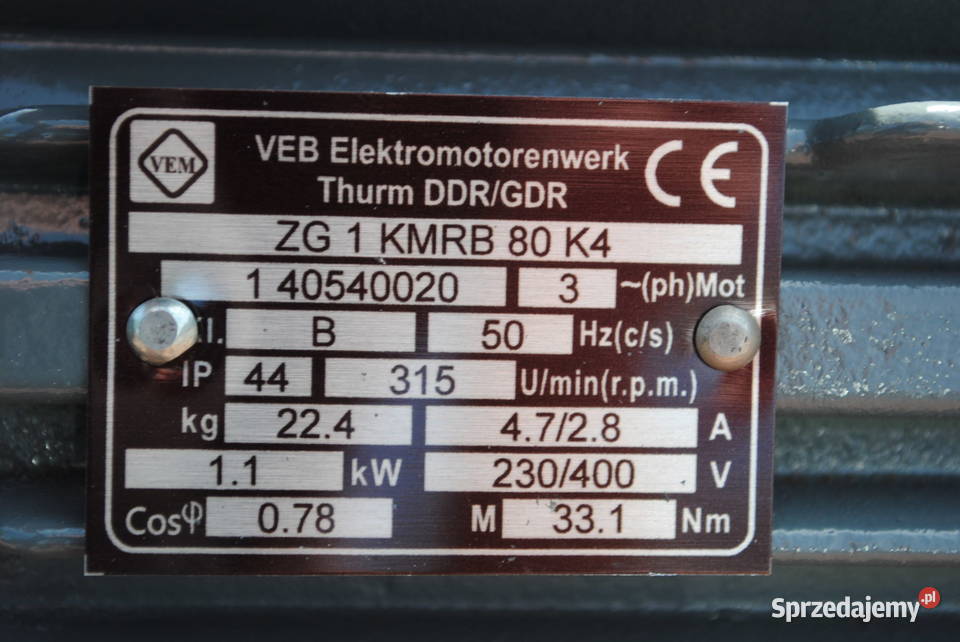 VEM
VEB Elektromotorenwerk
Thurm DDR/GDR
CE
ZG 1 KMRB 80 K4
1 40540020 3 ~(ph)Mot
Kl. B 50 Hz(c/s)
IP 44 315 U/min(r.p.m.)
kg 22.4 4.7/2.8 A
1.1 kW 230/400 V
Cosφ 0.78 M 33.1 Nm
Sprzedajemy.pl